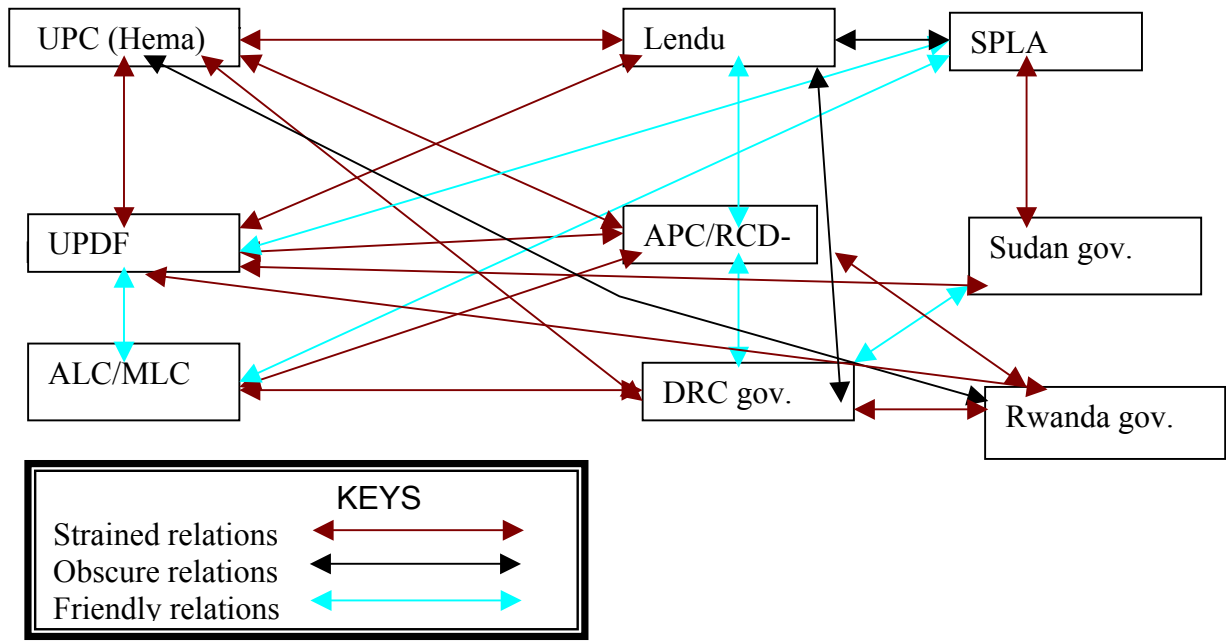 UPC (Hema)
Lendu
SPLA
UPDF
APC/RCD-
Sudan gov.
ALC/MLC
DRC gov.
Rwanda gov.
KEYS
Strained relations
Obscure relations
Friendly relations